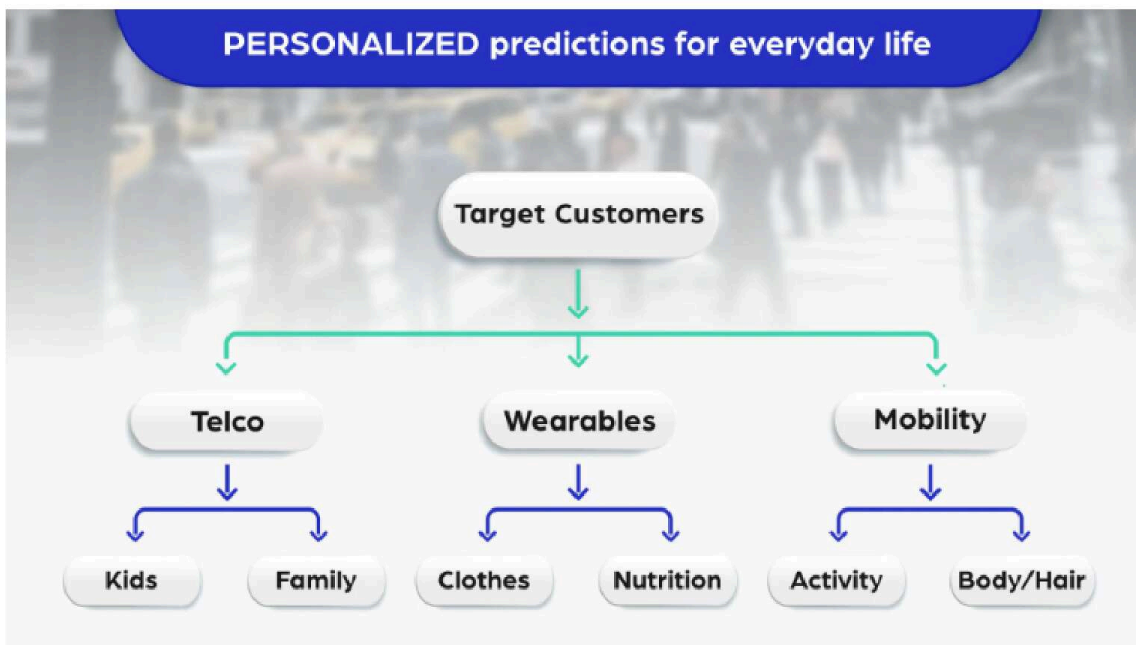 PERSONALIZED predictions for everyday life
Target Customers
Telco
Wearables
Mobility
Kids
Family
Clothes
Nutrition
Activity
Body/Hair